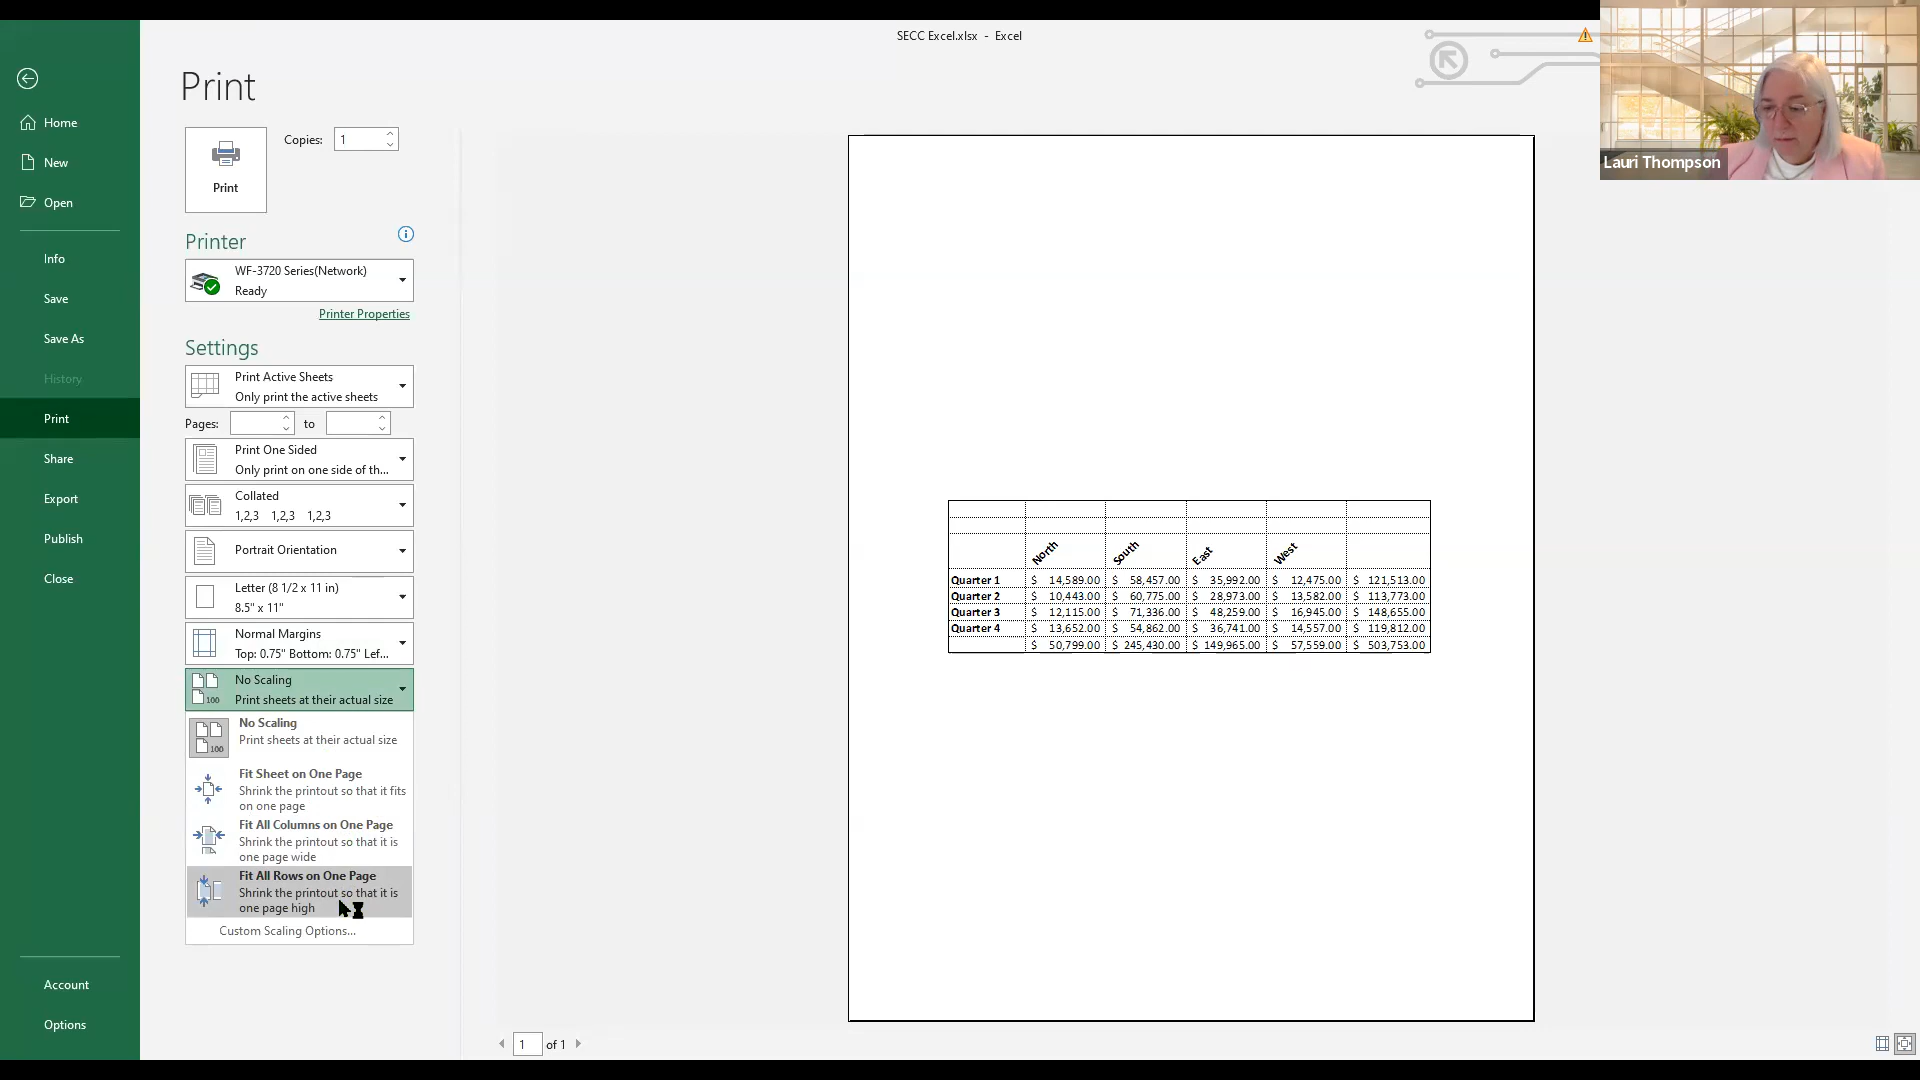 SECC Excel.xlsx - Excel
Lauri Thompson
Home
New
Open
Info
Save
Save As
History
Print
Share
Export
Publish
Close
Account
Options
Print
Print
Copies: 1
Printer
WF-3720 Series(Network)
Ready
Printer Properties
Settings
Print Active Sheets
Only print the active sheets
Pages: to
Print One Sided
Only print on one side of th...
Collated
1,2,3 1,2,3 1,2,3
Portrait Orientation
Letter (8 1/2 x 11 in)
8.5" x 11"
Normal Margins
Top: 0.75" Bottom: 0.75" Lef...
No Scaling
100 Print sheets at their actual size
No Scaling
100 Print sheets at their actual size
Fit Sheet on One Page
Shrink the printout so that it fits
on one page
Fit All Columns on One Page
Shrink the printout so that it is
one page wide
Fit All Rows on One Page
Shrink the printout so that it is
one page high
Custom Scaling Options...
North South East West
Quarter 1 $ 14,589.00 $ 58,457.00 $ 35,992.00 $ 12,475.00 $ 121,513.00
Quarter 2 $ 10,443.00 $ 60,775.00 $ 28,973.00 $ 13,582.00 $ 113,773.00
Quarter 3 $ 12,115.00 $ 71,336.00 $ 48,259.00 $ 16,945.00 $ 148,655.00
Quarter 4 $ 13,652.00 $ 54,862.00 $ 36,741.00 $ 14,557.00 $ 119,812.00
$ 50,799.00 $ 245,430.00 $ 149,965.00 $ 57,559.00 $ 503,753.00
1 of 1